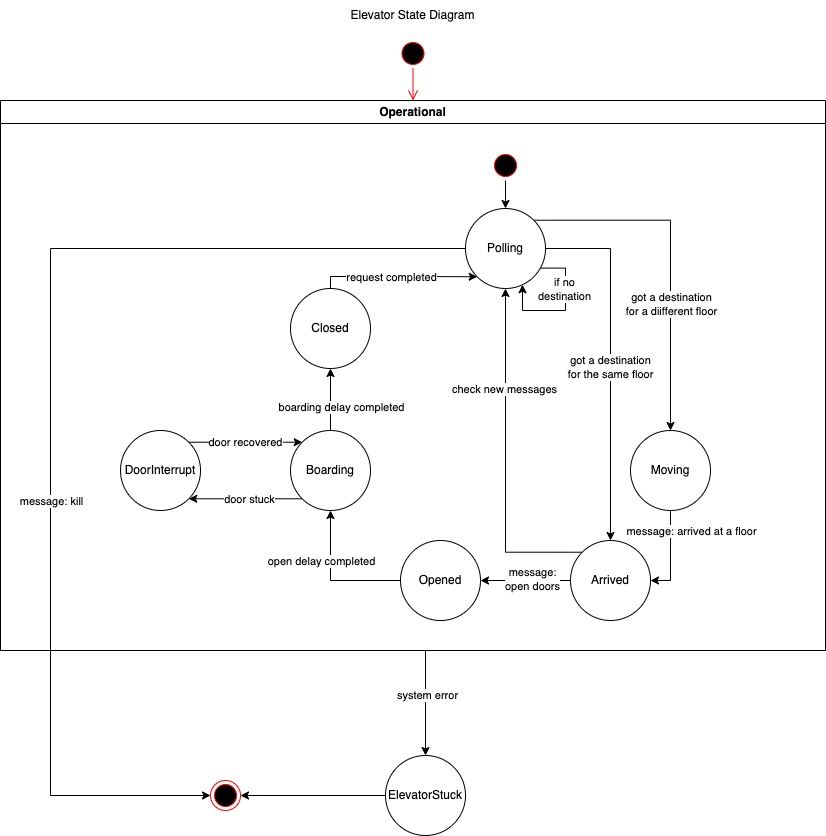 Elevator State Diagram
Operational
Polling
request completed
if no
destination
got a destination
for a diifferent floor
Closed
got a destination
for the same floor
check new messages
boarding delay completed
door recovered
DoorInterrupt
Boarding
Moving
door stuck
message: kill
message: arrived at a floor
open delay completed
Opened
message:
open doors
Arrived
system error
ElevatorStuck